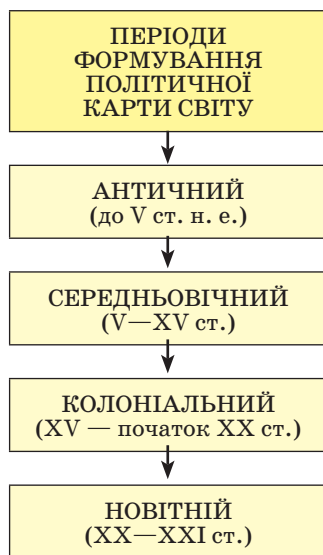 ПЕРІОДИ
ФОРМУВАННЯ
ПОЛІТИЧНОЇ
КАРТИ СВІТУ
АНТИЧНИЙ
(до V ст. н. е.)
СЕРЕДНЬОВІЧНИЙ
(V—XV ст.)
КОЛОНІАЛЬНИЙ
(XV — початок XX ст.)
НОВІТНІЙ
(XX—XXI ст.)